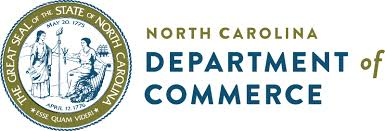 THE GREAT SEAL OF THE STATE OF NORTH CAROLINA
MAY 20, 1775
APRIL 12, 1776
ESSE QUAM VIDERI
NORTH CAROLINA
DEPARTMENT of
COMMERCE